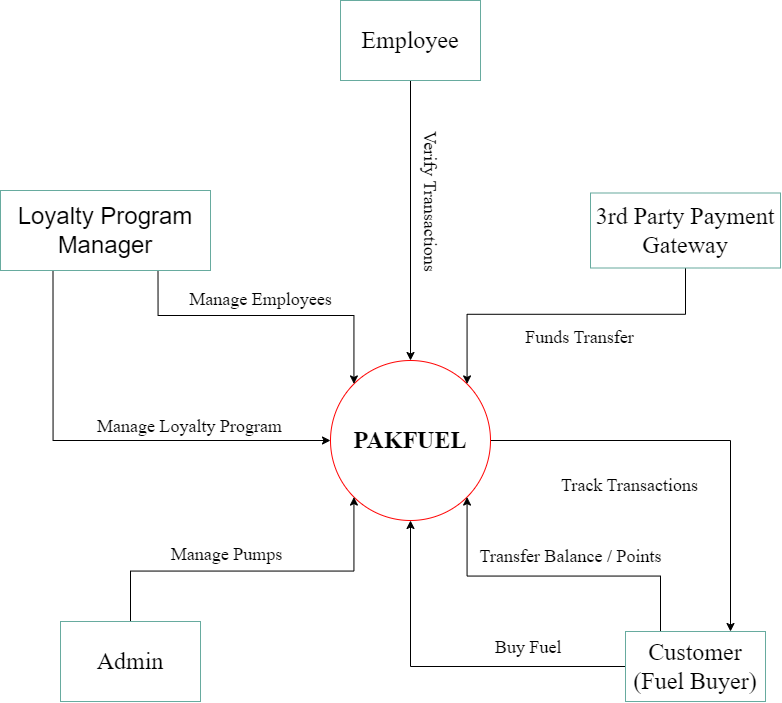 Employee
Verify Transactions
Loyalty Program
Manager
3rd Party Payment
Gateway
Manage Employees
Funds Transfer
Manage Loyalty Program
PAKFUEL
Track Transactions
Manage Pumps
Transfer Balance / Points
Buy Fuel
Admin
Customer
(Fuel Buyer)